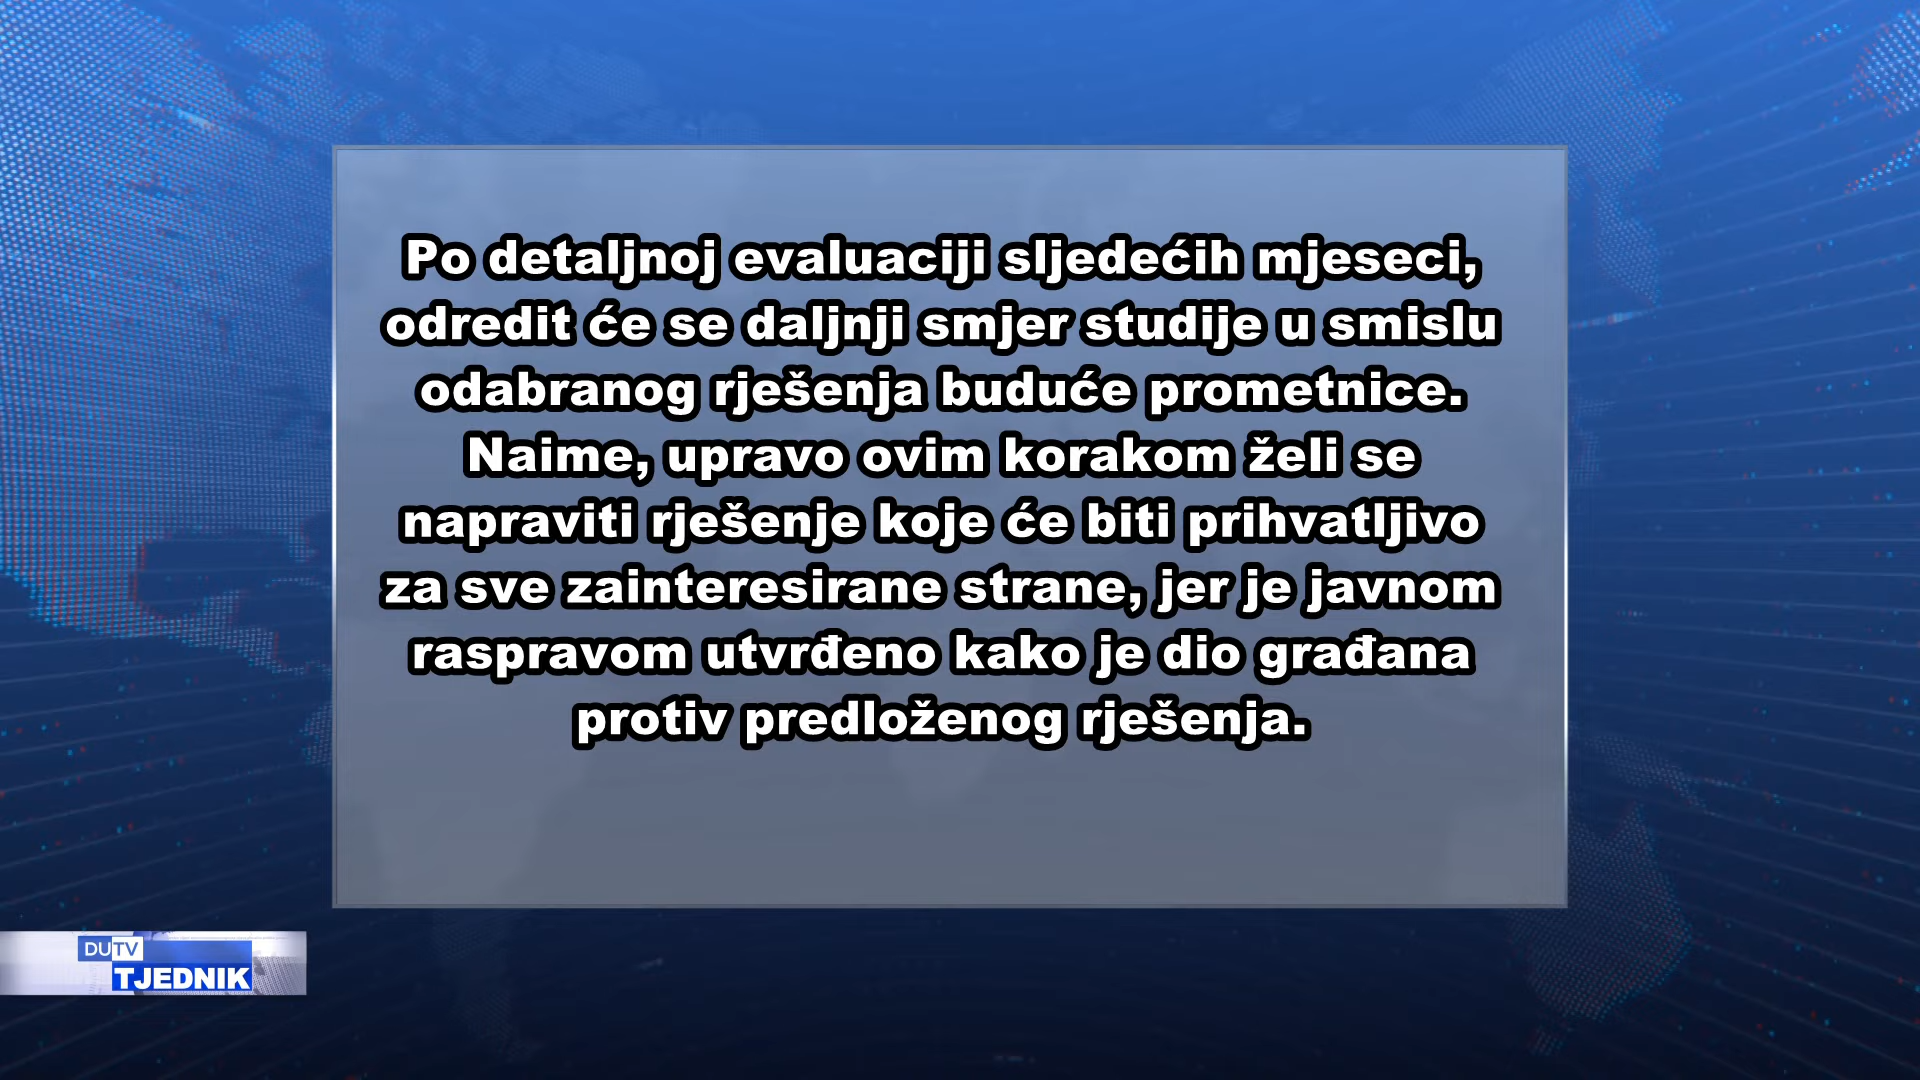 Po detaljnoj evaluaciji sljedećih mjeseci,
odredit će se daljnji smjer studije u smislu
odabranog rješenja buduće prometnice.
Naime, upravo ovim korakom želi se
napraviti rješenje koje će biti prihvatljivo
za sve zainteresirane strane, jer je javnom
raspravom utvrđeno kako je dio građana
protiv predloženog rješenja.
DUTV
TJEDNIK